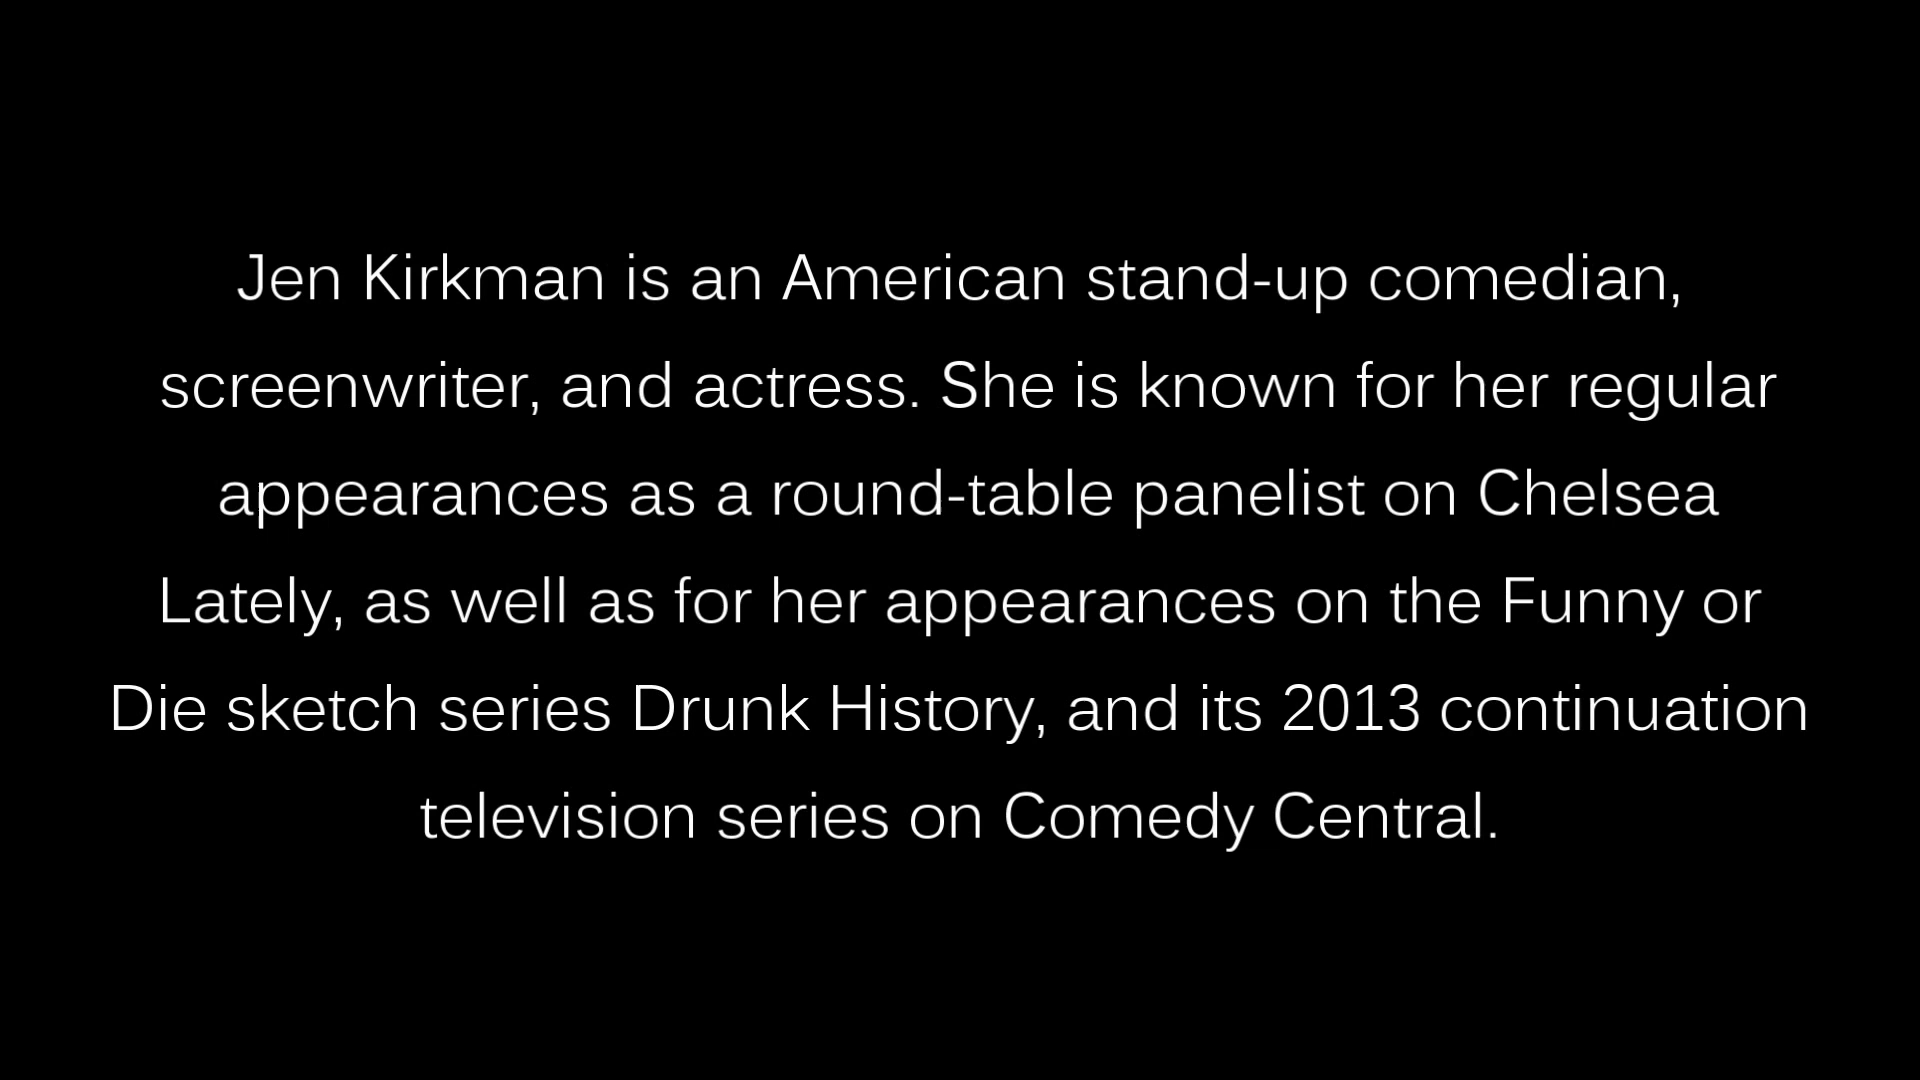 Jen Kirkman is an American stand-up comedian,
screenwriter, and actress. She is known for her regular
appearances as a round-table panelist on Chelsea
Lately, as well as for her appearances on the Funny or
Die sketch series Drunk History, and its 2013 continuation
television series on Comedy Central.